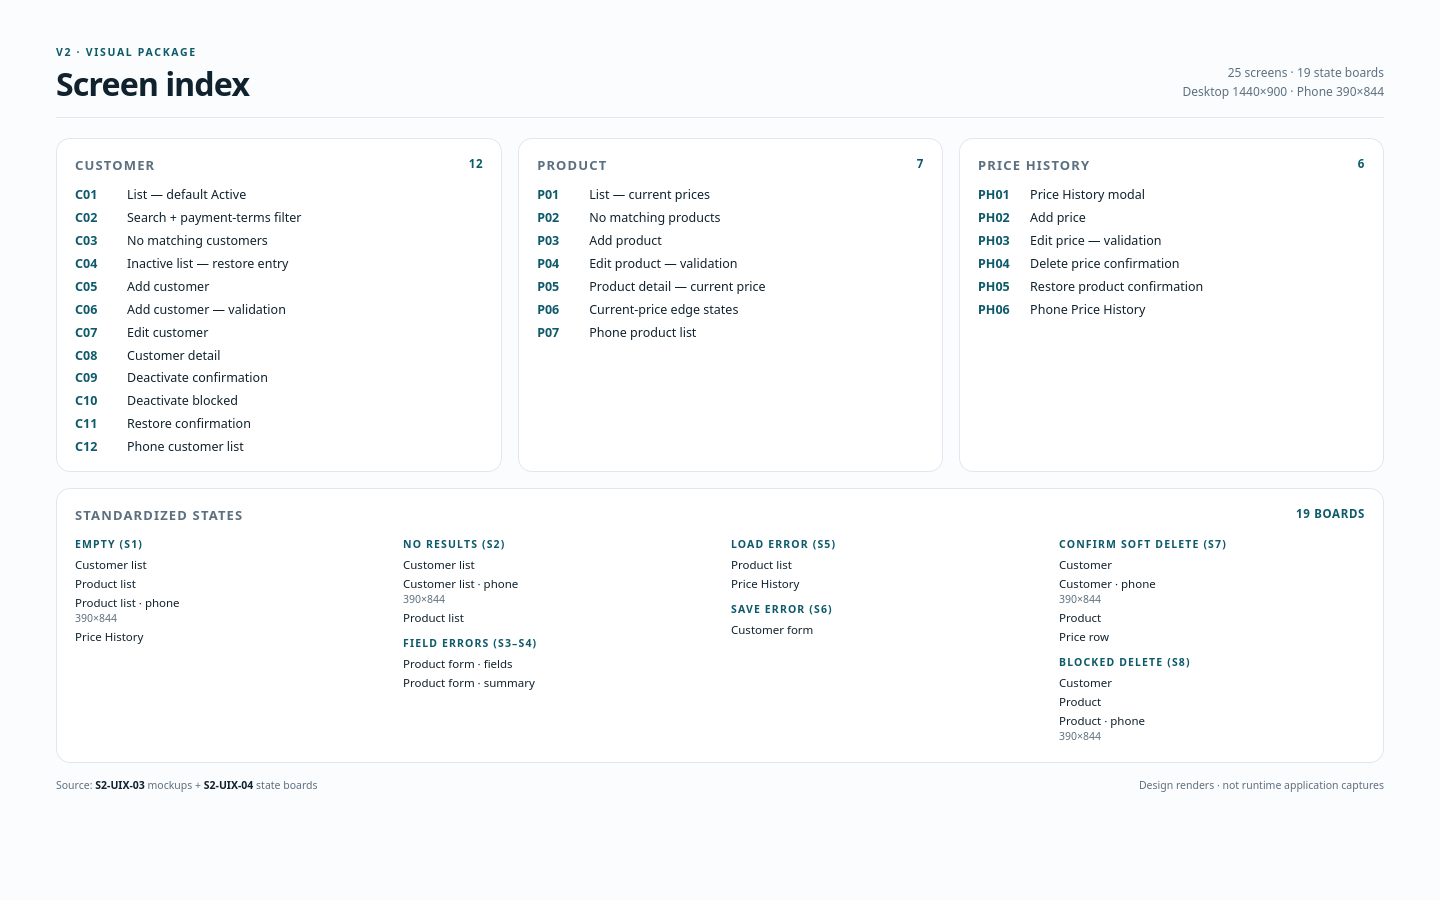 V2 · VISUAL PACKAGE
Screen index
25 screens · 19 state boards
Desktop 1440×900 · Phone 390×844
CUSTOMER 12
C01 List — default Active
C02 Search + payment-terms filter
C03 No matching customers
C04 Inactive list — restore entry
C05 Add customer
C06 Add customer — validation
C07 Edit customer
C08 Customer detail
C09 Deactivate confirmation
C10 Deactivate blocked
C11 Restore confirmation
C12 Phone customer list
PRODUCT 7
P01 List — current prices
P02 No matching products
P03 Add product
P04 Edit product — validation
P05 Product detail — current price
P06 Current-price edge states
P07 Phone product list
PRICE HISTORY 6
PH01 Price History modal
PH02 Add price
PH03 Edit price — validation
PH04 Delete price confirmation
PH05 Restore product confirmation
PH06 Phone Price History
STANDARDIZED STATES 19 BOARDS
EMPTY (S1)
Customer list
Product list
Product list · phone
390×844
Price History
NO RESULTS (S2)
Customer list
Customer list · phone
390×844
Product list
FIELD ERRORS (S3–S4)
Product form · fields
Product form · summary
LOAD ERROR (S5)
Product list
Price History
SAVE ERROR (S6)
Customer form
CONFIRM SOFT DELETE (S7)
Customer
Customer · phone
390×844
Product
Price row
BLOCKED DELETE (S8)
Customer
Product
Product · phone
390×844
Source: S2-UIX-03 mockups + S2-UIX-04 state boards
Design renders · not runtime application captures